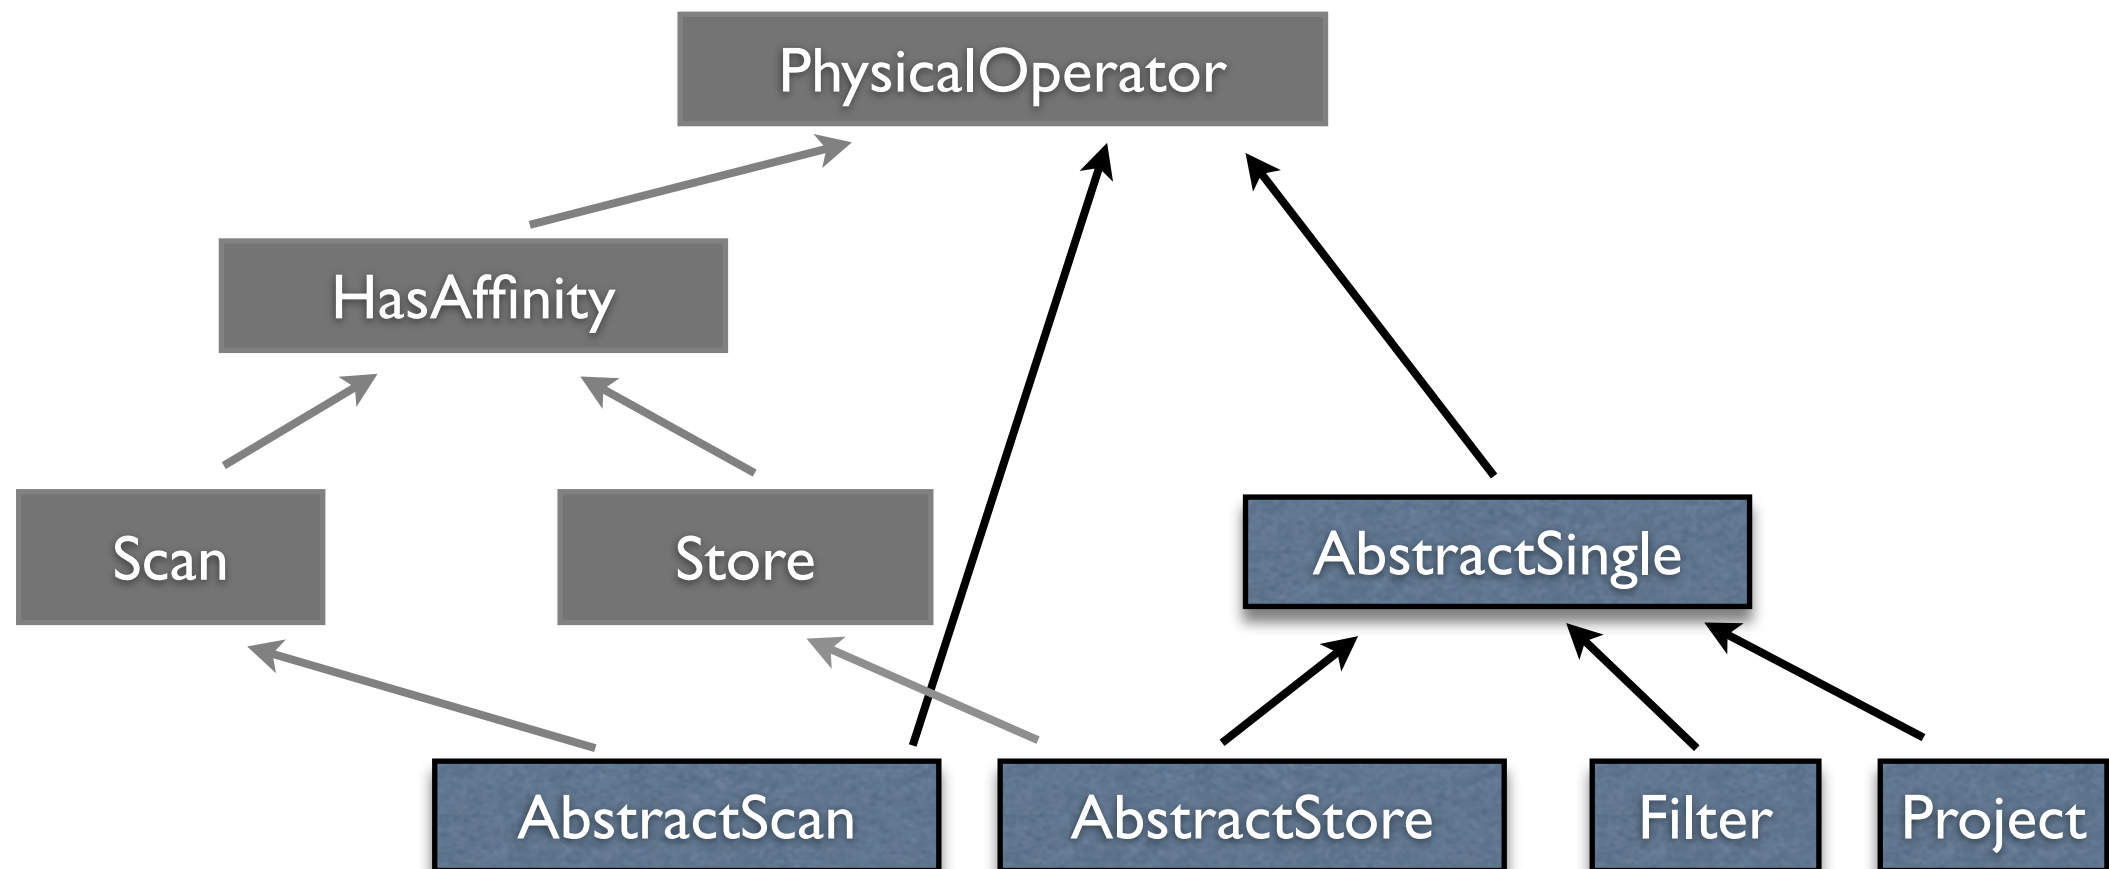 PhysicalOperator
HasAffinity
Scan
Store
AbstractSingle
AbstractScan
AbstractStore
Filter
Project